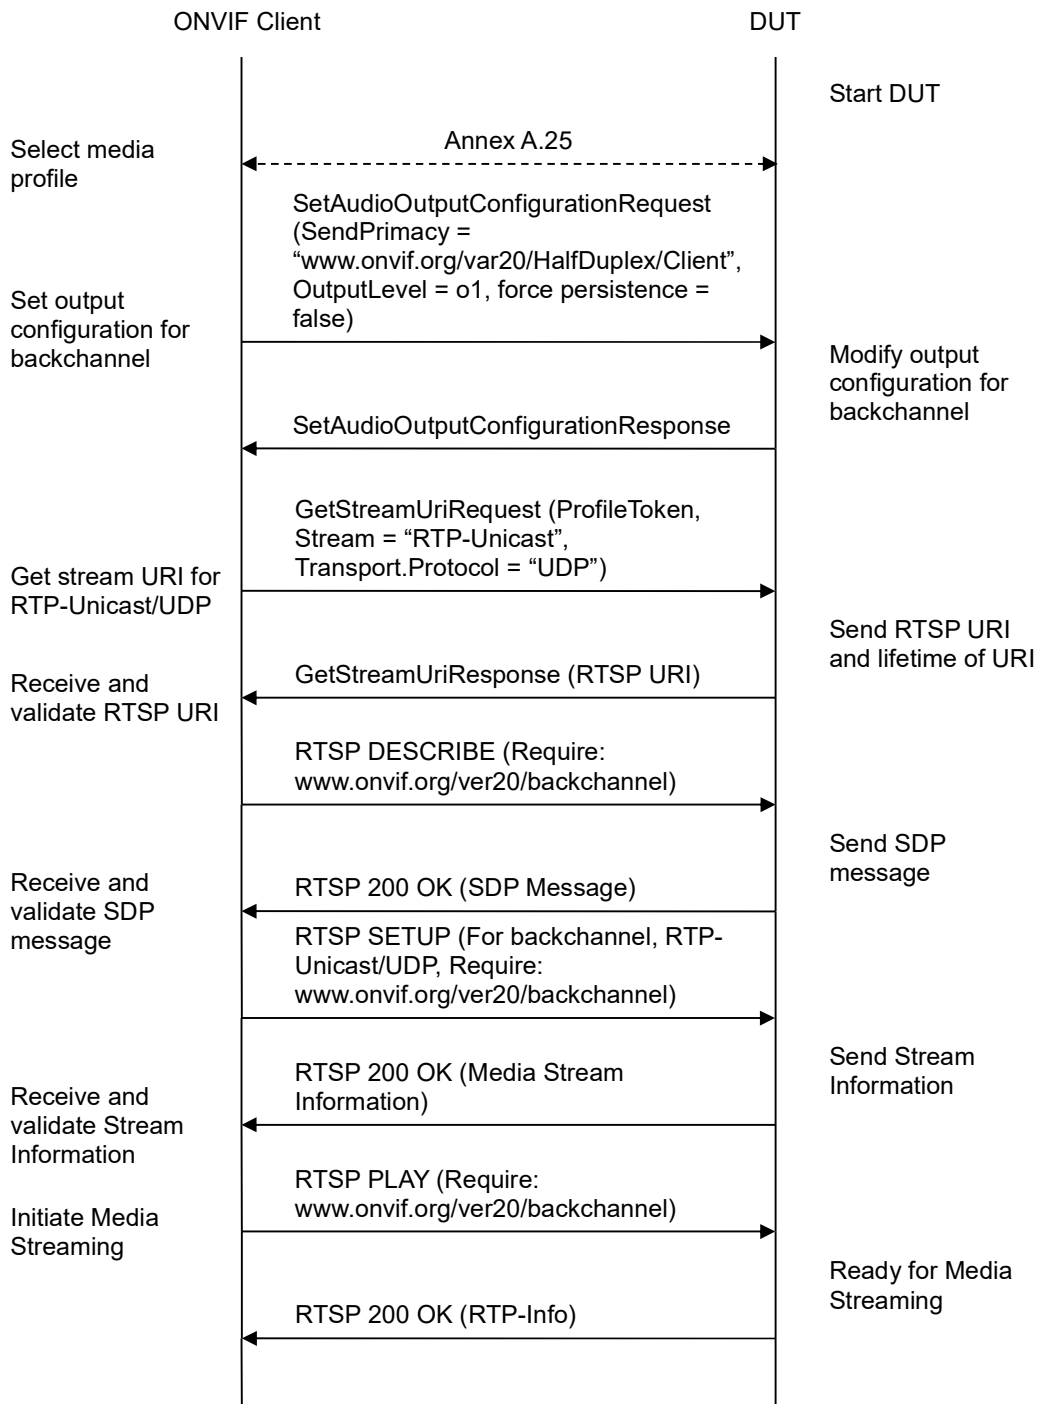 ONVIF Client
DUT
Start DUT
Annex A.25
Select media
profile
SetAudioOutputConfigurationRequest
(SendPrimacy =
“www.onvif.org/var20/HalfDuplex/Client”,
OutputLevel = o1, force persistence =
false)
Set output
configuration for
backchannel
Modify output
configuration for
backchannel
SetAudioOutputConfigurationResponse
GetStreamUriRequest (ProfileToken,
Stream = “RTP-Unicast”,
Transport.Protocol = “UDP”)
Get stream URI for
RTP-Unicast/UDP
Send RTSP URI
and lifetime of URI
GetStreamUriResponse (RTSP URI)
Receive and
validate RTSP URI
RTSP DESCRIBE (Require:
www.onvif.org/ver20/backchannel)
Send SDP
message
RTSP 200 OK (SDP Message)
Receive and
validate SDP
message
RTSP SETUP (For backchannel, RTP-
Unicast/UDP, Require:
www.onvif.org/ver20/backchannel)
Send Stream
Information
RTSP 200 OK (Media Stream
Information)
Receive and
validate Stream
Information
RTSP PLAY (Require:
www.onvif.org/ver20/backchannel)
Initiate Media
Streaming
Ready for Media
Streaming
RTSP 200 OK (RTP-Info)